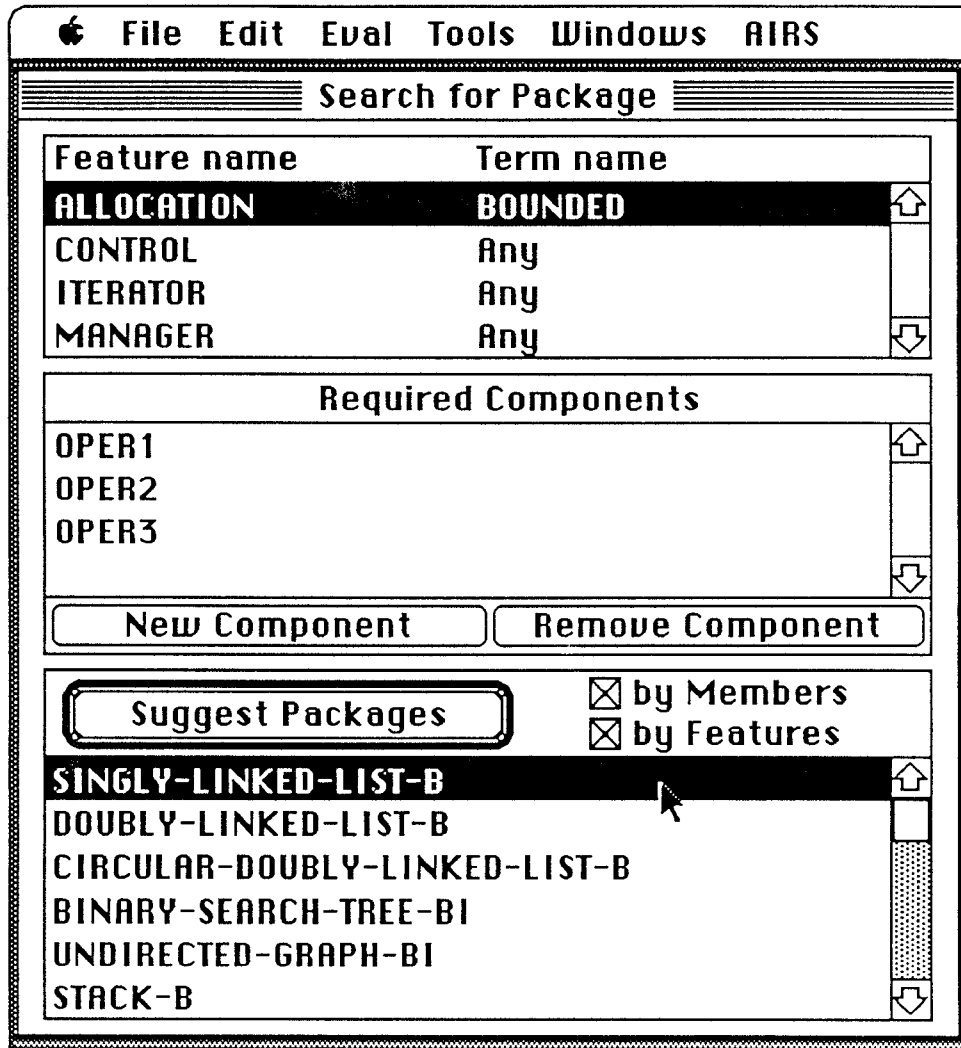 File Edit Eval Tools Windows AIRS
Search for Package
Feature name Term name
ALLOCATION BOUNDED
CONTROL Any
ITERATOR Any
MANAGER Any
Required Components
OPER1
OPER2
OPER3
New Component Remove Component
Suggest Packages by Members
by Features
SINGLY-LINKED-LIST-B
DOUBLY-LINKED-LIST-B
CIRCULAR-DOUBLY-LINKED-LIST-B
BINARY-SEARCH-TREE-BI
UNDIRECTED-GRAPH-BI
STACK-B